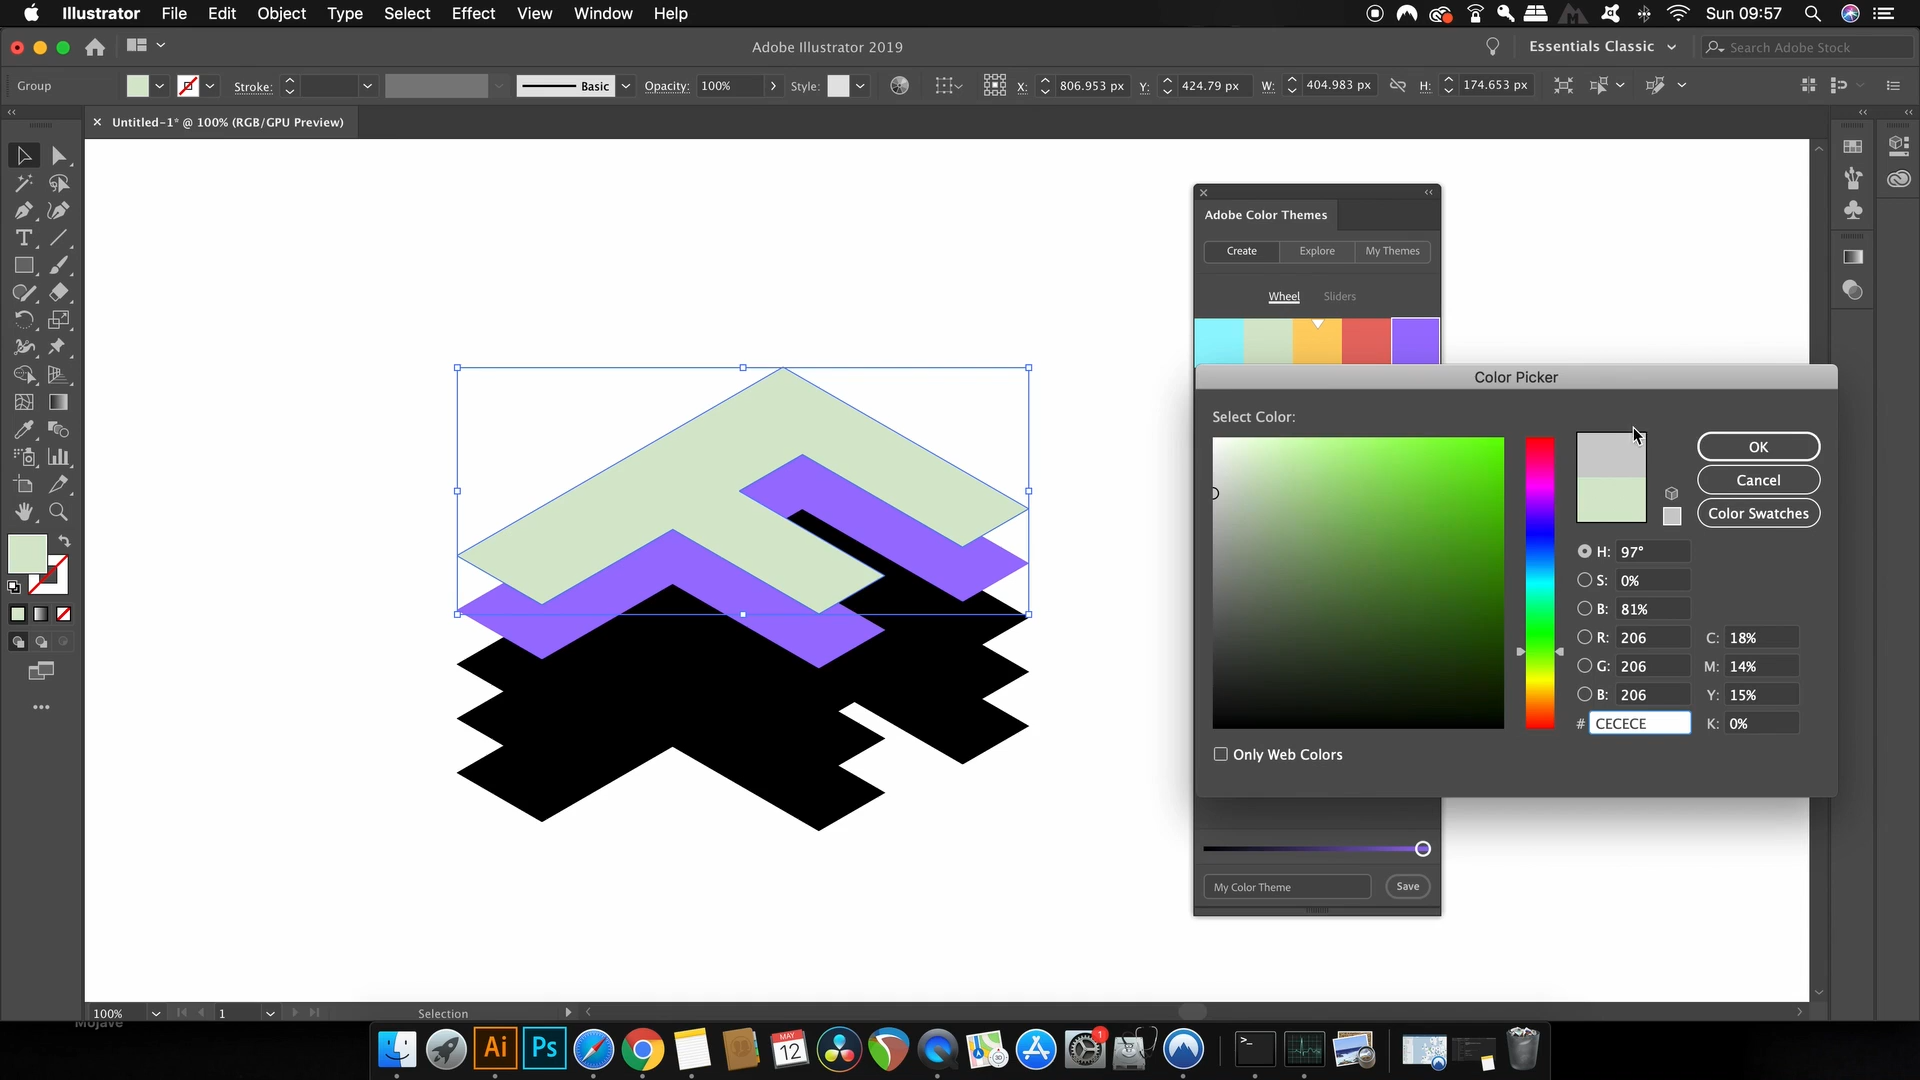 Illustrator File Edit Object Type Select Effect View Window Help Sun 09:57
Adobe Illustrator 2019 Essentials Classic Search Adobe Stock
Group Stroke: Basic Opacity: 100% Style: X: 806.953 px Y: 424.79 px W: 404.983 px H: 174.653 px
Untitled-1* @ 100% (RGB/GPU Preview)
Adobe Color Themes
Create Explore My Themes
Wheel Sliders
Color Picker
Select Color:
OK
Cancel
Color Swatches
H: 97°
S: 0%
B: 81%
R: 206 C: 18%
G: 206 M: 14%
B: 206 Y: 15%
# CECECE K: 0%
Only Web Colors
My Color Theme Save
100% 1 Selection
Mojave
Ai Ps MAY 12 3D 1 >_